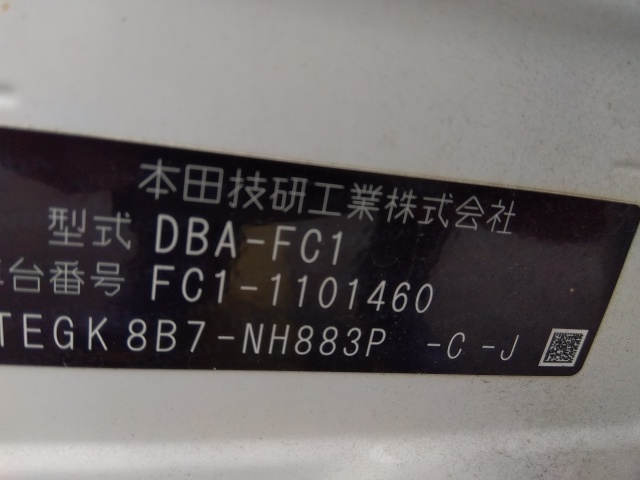 本田技研工業株式会社
型式 DBA-FC1
台番号 FC1-1101460
TEGK 8B7-NH883P -C -J